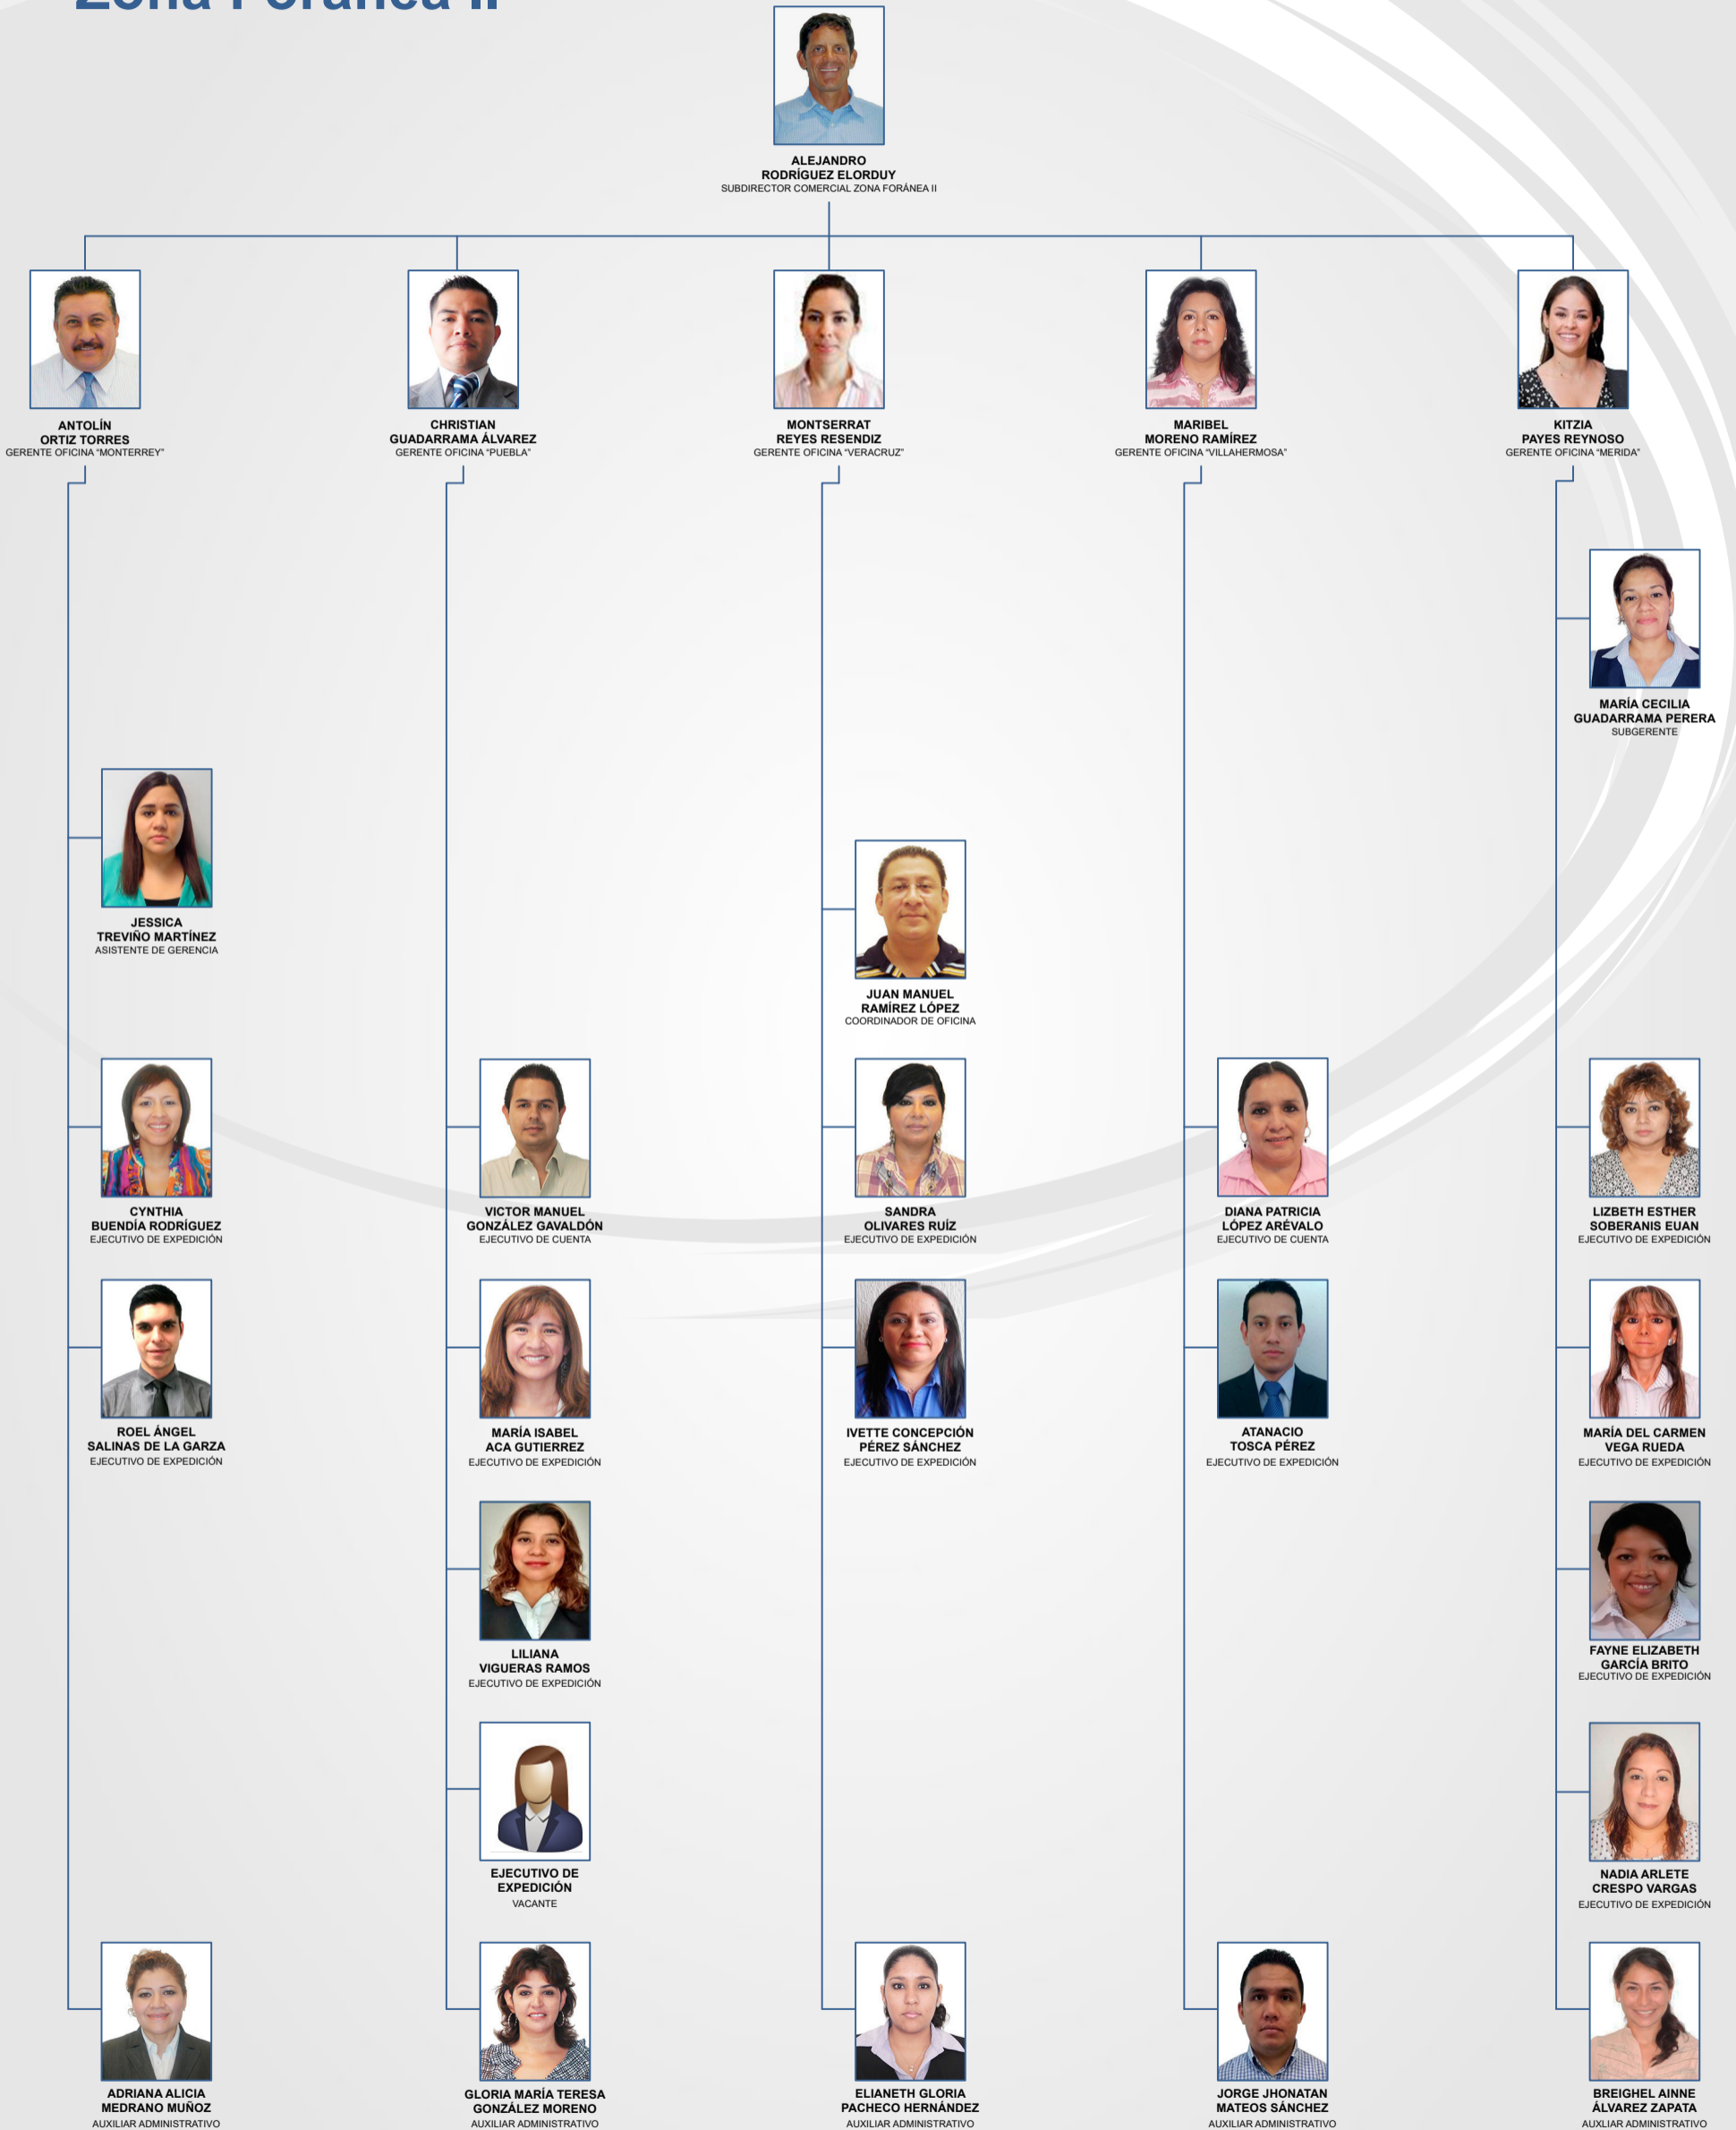 Zona Foránea II
ALEJANDRO
RODRÍGUEZ ELORDUY
SUBDIRECTOR COMERCIAL ZONA FORÁNEA II
ANTOLÍN
ORTIZ TORRES
GERENTE OFICINA “MONTERREY”
CHRISTIAN
GUADARRAMA ÁLVAREZ
GERENTE OFICINA “PUEBLA”
MONTSERRAT
REYES RESENDIZ
GERENTE OFICINA “VERACRUZ”
MARIBEL
MORENO RAMÍREZ
GERENTE OFICINA “VILLAHERMOSA”
KITZIA
PAYES REYNOSO
GERENTE OFICINA “MERIDA”
MARÍA CECILIA
GUADARRAMA PERERA
SUBGERENTE
JESSICA
TREVIÑO MARTÍNEZ
ASISTENTE DE GERENCIA
JUAN MANUEL
RAMÍREZ LÓPEZ
COORDINADOR DE OFICINA
CYNTHIA
BUENDÍA RODRÍGUEZ
EJECUTIVO DE EXPEDICIÓN
VICTOR MANUEL
GONZÁLEZ GAVALDÓN
EJECUTIVO DE CUENTA
SANDRA
OLIVARES RUÍZ
EJECUTIVO DE EXPEDICIÓN
DIANA PATRICIA
LÓPEZ ARÉVALO
EJECUTIVO DE CUENTA
LIZBETH ESTHER
SOBERANIS EUAN
EJECUTIVO DE EXPEDICIÓN
ROEL ÁNGEL
SALINAS DE LA GARZA
EJECUTIVO DE EXPEDICIÓN
MARÍA ISABEL
ACA GUTIERREZ
EJECUTIVO DE EXPEDICIÓN
IVETTE CONCEPCIÓN
PÉREZ SÁNCHEZ
EJECUTIVO DE EXPEDICIÓN
ATANACIO
TOSCA PÉREZ
EJECUTIVO DE EXPEDICIÓN
MARÍA DEL CARMEN
VEGA RUEDA
EJECUTIVO DE EXPEDICIÓN
LILIANA
VIGUERAS RAMOS
EJECUTIVO DE EXPEDICIÓN
FAYNE ELIZABETH
GARCÍA BRITO
EJECUTIVO DE EXPEDICIÓN
EJECUTIVO DE
EXPEDICIÓN
VACANTE
NADIA ARLETE
CRESPO VARGAS
EJECUTIVO DE EXPEDICIÓN
ADRIANA ALICIA
MEDRANO MUÑOZ
AUXILIAR ADMINISTRATIVO
GLORIA MARÍA TERESA
GONZÁLEZ MORENO
AUXILIAR ADMINISTRATIVO
ELIANETH GLORIA
PACHECO HERNÁNDEZ
AUXILIAR ADMINISTRATIVO
JORGE JHONATAN
MATEOS SÁNCHEZ
AUXILIAR ADMINISTRATIVO
BREIGHEL AINNE
ÁLVAREZ ZAPATA
AUXLIAR ADMINISTRATIVO